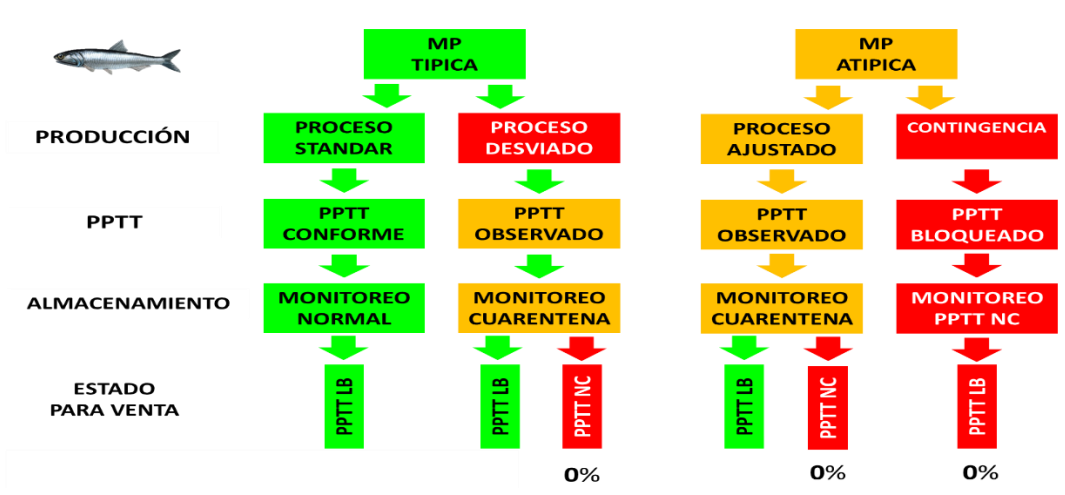 MP
TIPICA
MP
ATIPICA
PRODUCCIÓN
PROCESO
STANDAR
PROCESO
DESVIADO
PROCESO
AJUSTADO
CONTINGENCIA
PPTT
PPTT
CONFORME
PPTT
OBSERVADO
PPTT
OBSERVADO
PPTT
BLOQUEADO
ALMACENAMIENTO
MONITOREO
NORMAL
MONITOREO
CUARENTENA
MONITOREO
CUARENTENA
MONITOREO
PPTT NC
ESTADO
PARA VENTA
PPTT LB
PPTT LB
PPTT NC
PPTT LB
PPTT NC
PPTT LB
0%
0%
0%